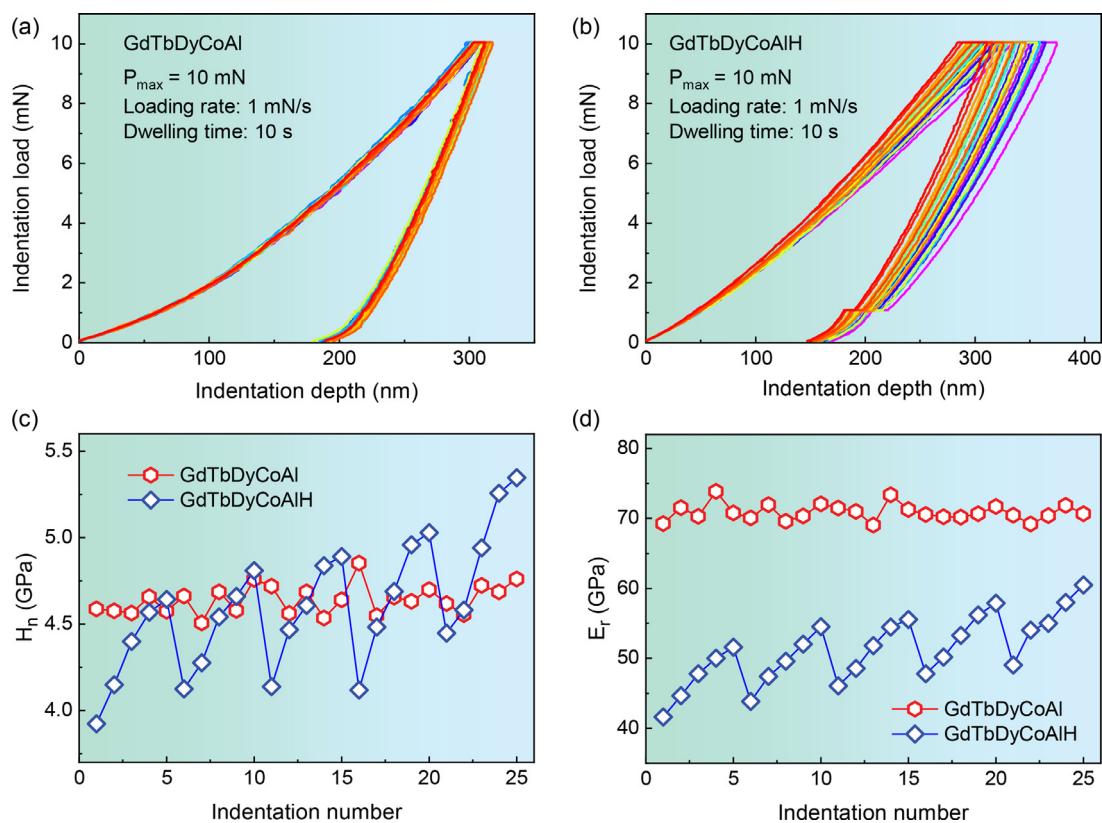 (a)
GdTbDyCoAl
Pmax = 10 mN
Loading rate: 1 mN/s
Dwelling time: 10 s
10
8
6
4
2
0
Indentation load (mN)
0 100 200 300
Indentation depth (nm)
(b)
GdTbDyCoAlH
Pmax = 10 mN
Loading rate: 1 mN/s
Dwelling time: 10 s
10
8
6
4
2
0
Indentation load (mN)
0 100 200 300 400
Indentation depth (nm)
(c)
GdTbDyCoAl
GdTbDyCoAlH
5.5
5.0
4.5
4.0
Hn (GPa)
0 5 10 15 20 25
Indentation number
(d)
80
70
60
50
40
Er (GPa)
GdTbDyCoAl
GdTbDyCoAlH
0 5 10 15 20 25
Indentation number